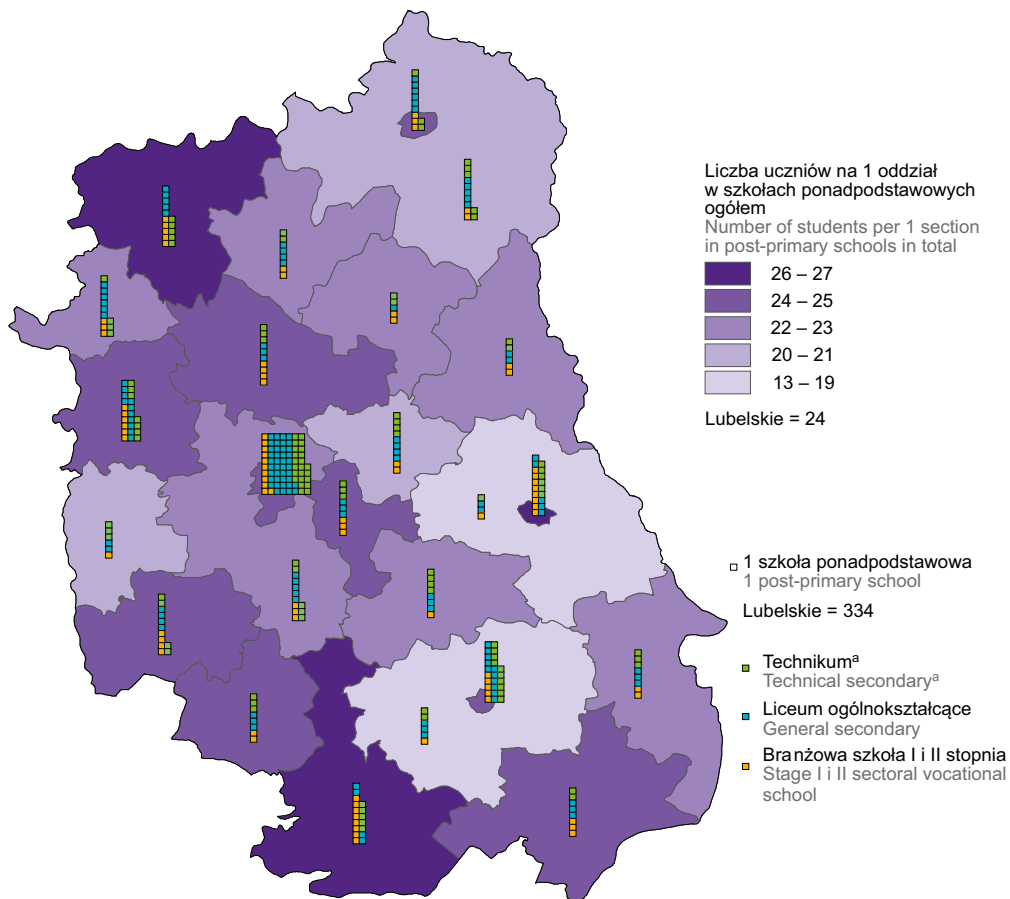 Liczba uczniów na 1 oddział
w szkołach ponadpodstawowych
ogółem
Number of students per 1 section
in post-primary schools in total
26 – 27
24 – 25
22 – 23
20 – 21
13 – 19
Lubelskie = 24
1 szkoła ponadpodstawowa
1 post-primary school
Lubelskie = 334
Technikumᵃ
Technical secondaryᵃ
Liceum ogólnokształcące
General secondary
Branżowa szkoła I i II stopnia
Stage I i II sectoral vocational
school